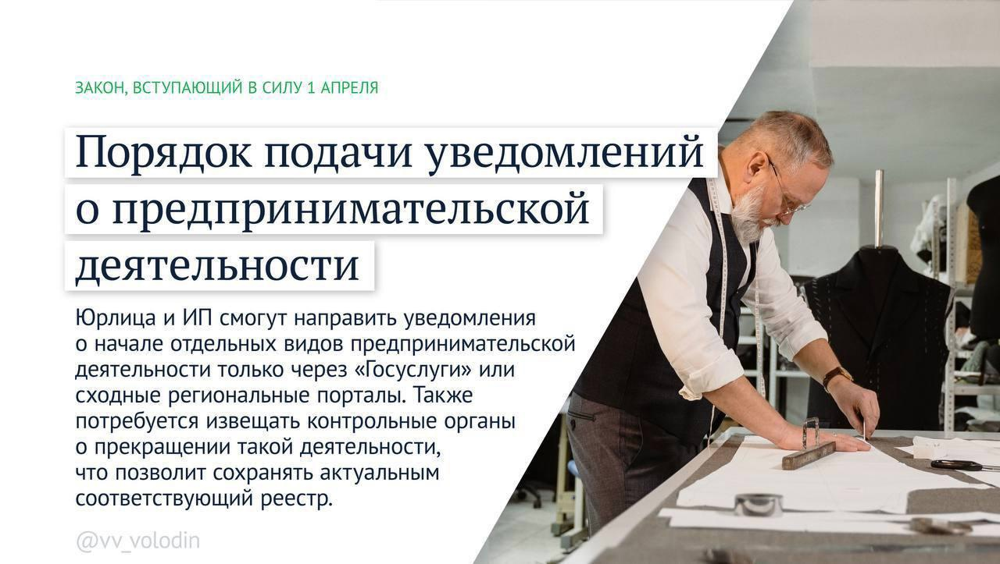 ЗАКОН, ВСТУПАЮЩИЙ В СИЛУ 1 АПРЕЛЯ
Порядок подачи уведомлений
о предпринимательской
деятельности
Юрлица и ИП смогут направить уведомления
о начале отдельных видов предпринимательской
деятельности только через «Госуслуги» или
сходные региональные порталы. Также
потребуется извещать контрольные органы
о прекращении такой деятельности,
что позволит сохранять актуальным
соответствующий реестр.
@vv_volodin